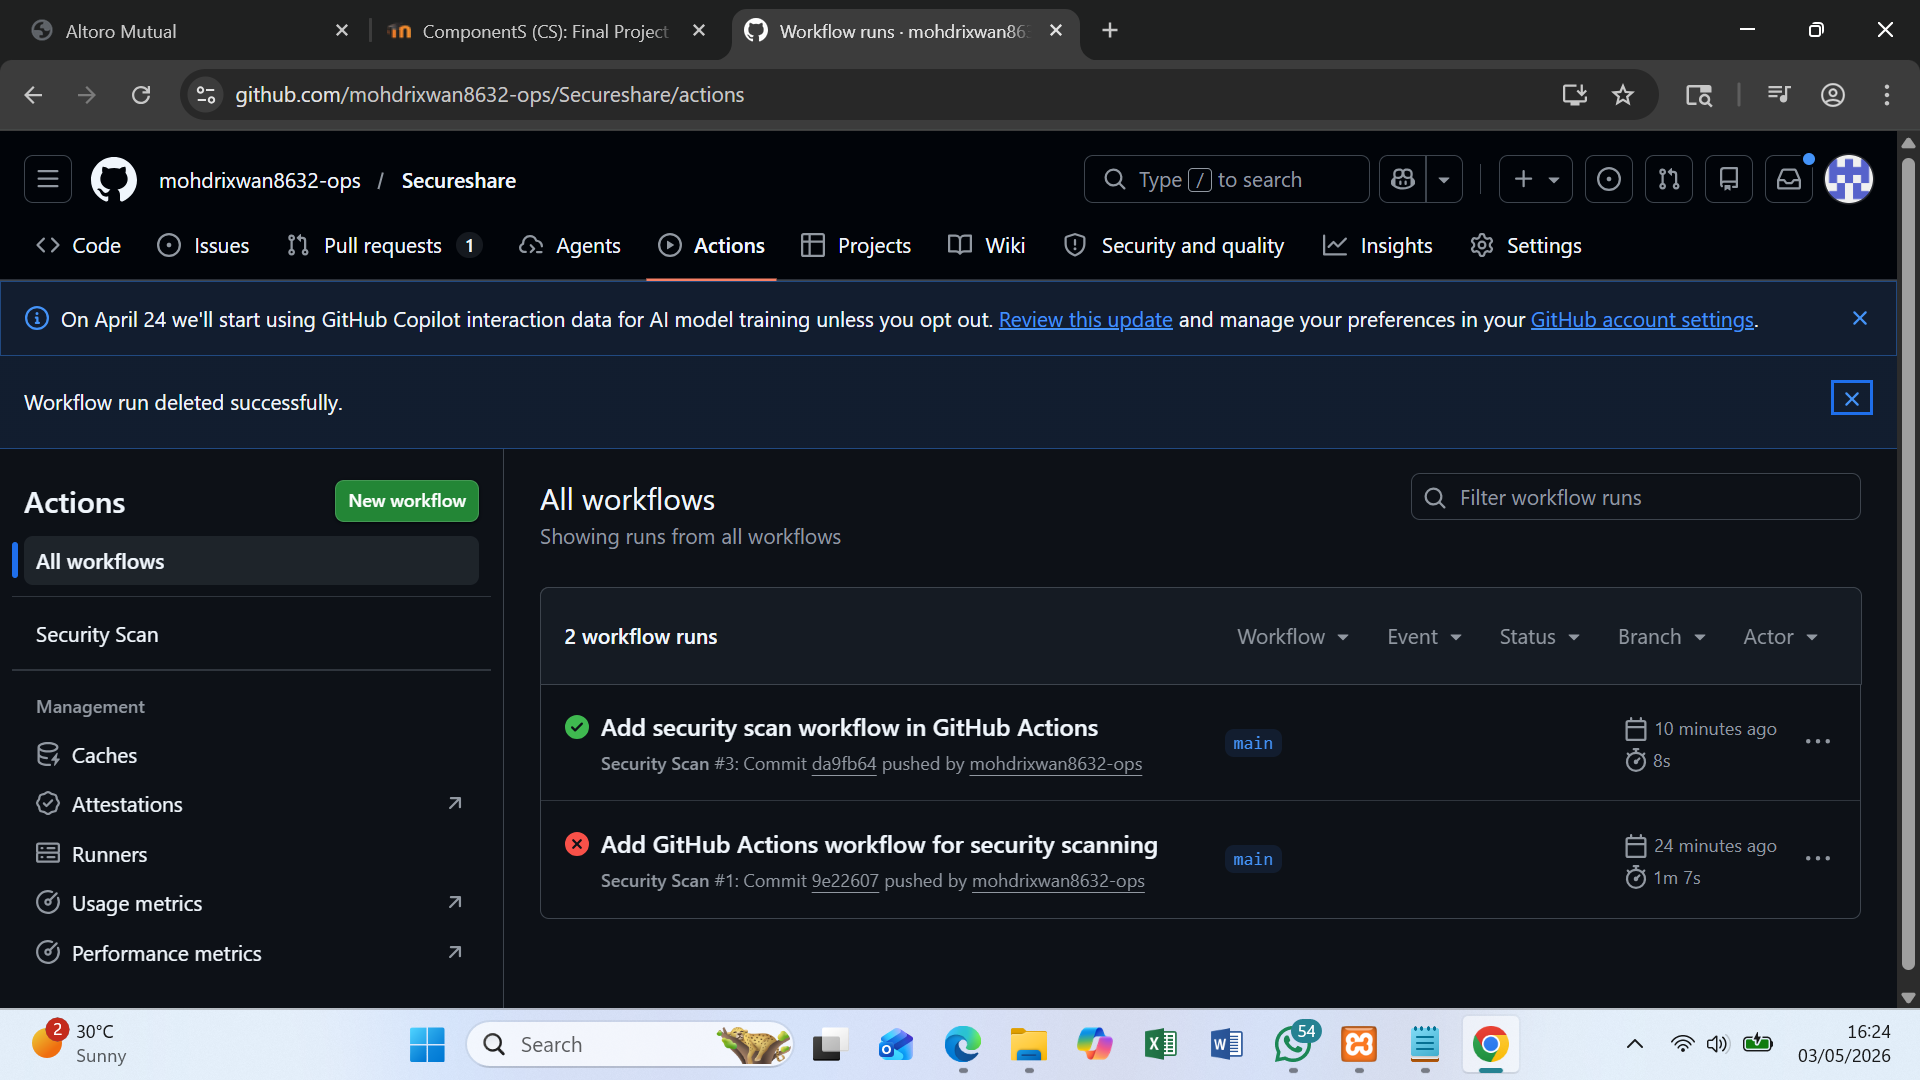 Altoro Mutual
ComponentS (CS): Final Project
Workflow runs · mohdrixwan863
github.com/mohdrixwan8632-ops/Secureshare/actions
mohdrixwan8632-ops / Secureshare
Type / to search
Code
Issues
Pull requests 1
Agents
Actions
Projects
Wiki
Security and quality
Insights
Settings
On April 24 we'll start using GitHub Copilot interaction data for AI model training unless you opt out. Review this update and manage your preferences in your GitHub account settings.
Workflow run deleted successfully.
Actions
New workflow
All workflows
Security Scan
Management
Caches
Attestations
Runners
Usage metrics
Performance metrics
All workflows
Showing runs from all workflows
Filter workflow runs
2 workflow runs
Workflow
Event
Status
Branch
Actor
Add security scan workflow in GitHub Actions
Security Scan #3: Commit da9fb64 pushed by mohdrixwan8632-ops
main
10 minutes ago
8s
Add GitHub Actions workflow for security scanning
Security Scan #1: Commit 9e22607 pushed by mohdrixwan8632-ops
main
24 minutes ago
1m 7s
2
30°C
Sunny
Search
54
16:24
03/05/2026